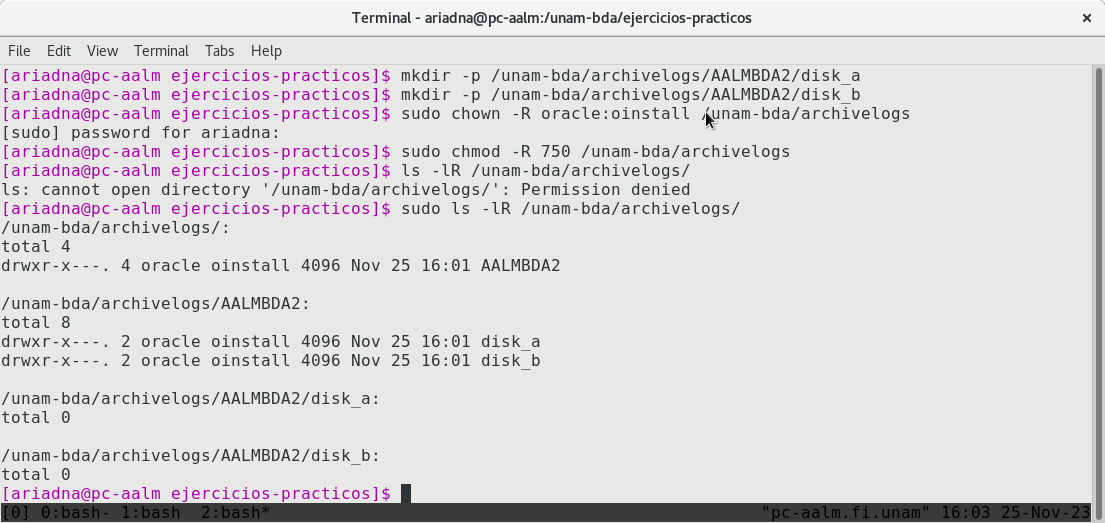 Terminal - ariadna@pc-aalm:/unam-bda/ejercicios-practicos
×
File Edit View Terminal Tabs Help
[ariadna@pc-aalm ejercicios-practicos]$ mkdir -p /unam-bda/archivelogs/AALMBDA2/disk_a
[ariadna@pc-aalm ejercicios-practicos]$ mkdir -p /unam-bda/archivelogs/AALMBDA2/disk_b
[ariadna@pc-aalm ejercicios-practicos]$ sudo chown -R oracle:oinstall /unam-bda/archivelogs
[sudo] password for ariadna:
[ariadna@pc-aalm ejercicios-practicos]$ sudo chmod -R 750 /unam-bda/archivelogs
[ariadna@pc-aalm ejercicios-practicos]$ ls -lR /unam-bda/archivelogs/
ls: cannot open directory '/unam-bda/archivelogs/': Permission denied
[ariadna@pc-aalm ejercicios-practicos]$ sudo ls -lR /unam-bda/archivelogs/
/unam-bda/archivelogs/:
total 4
drwxr-x---. 4 oracle oinstall 4096 Nov 25 16:01 AALMBDA2
/unam-bda/archivelogs/AALMBDA2:
total 8
drwxr-x---. 2 oracle oinstall 4096 Nov 25 16:01 disk_a
drwxr-x---. 2 oracle oinstall 4096 Nov 25 16:01 disk_b
/unam-bda/archivelogs/AALMBDA2/disk_a:
total 0
/unam-bda/archivelogs/AALMBDA2/disk_b:
total 0
[ariadna@pc-aalm ejercicios-practicos]$
[0] 0:bash- 1:bash  2:bash* "pc-aalm.fi.unam" 16:03 25-Nov-23